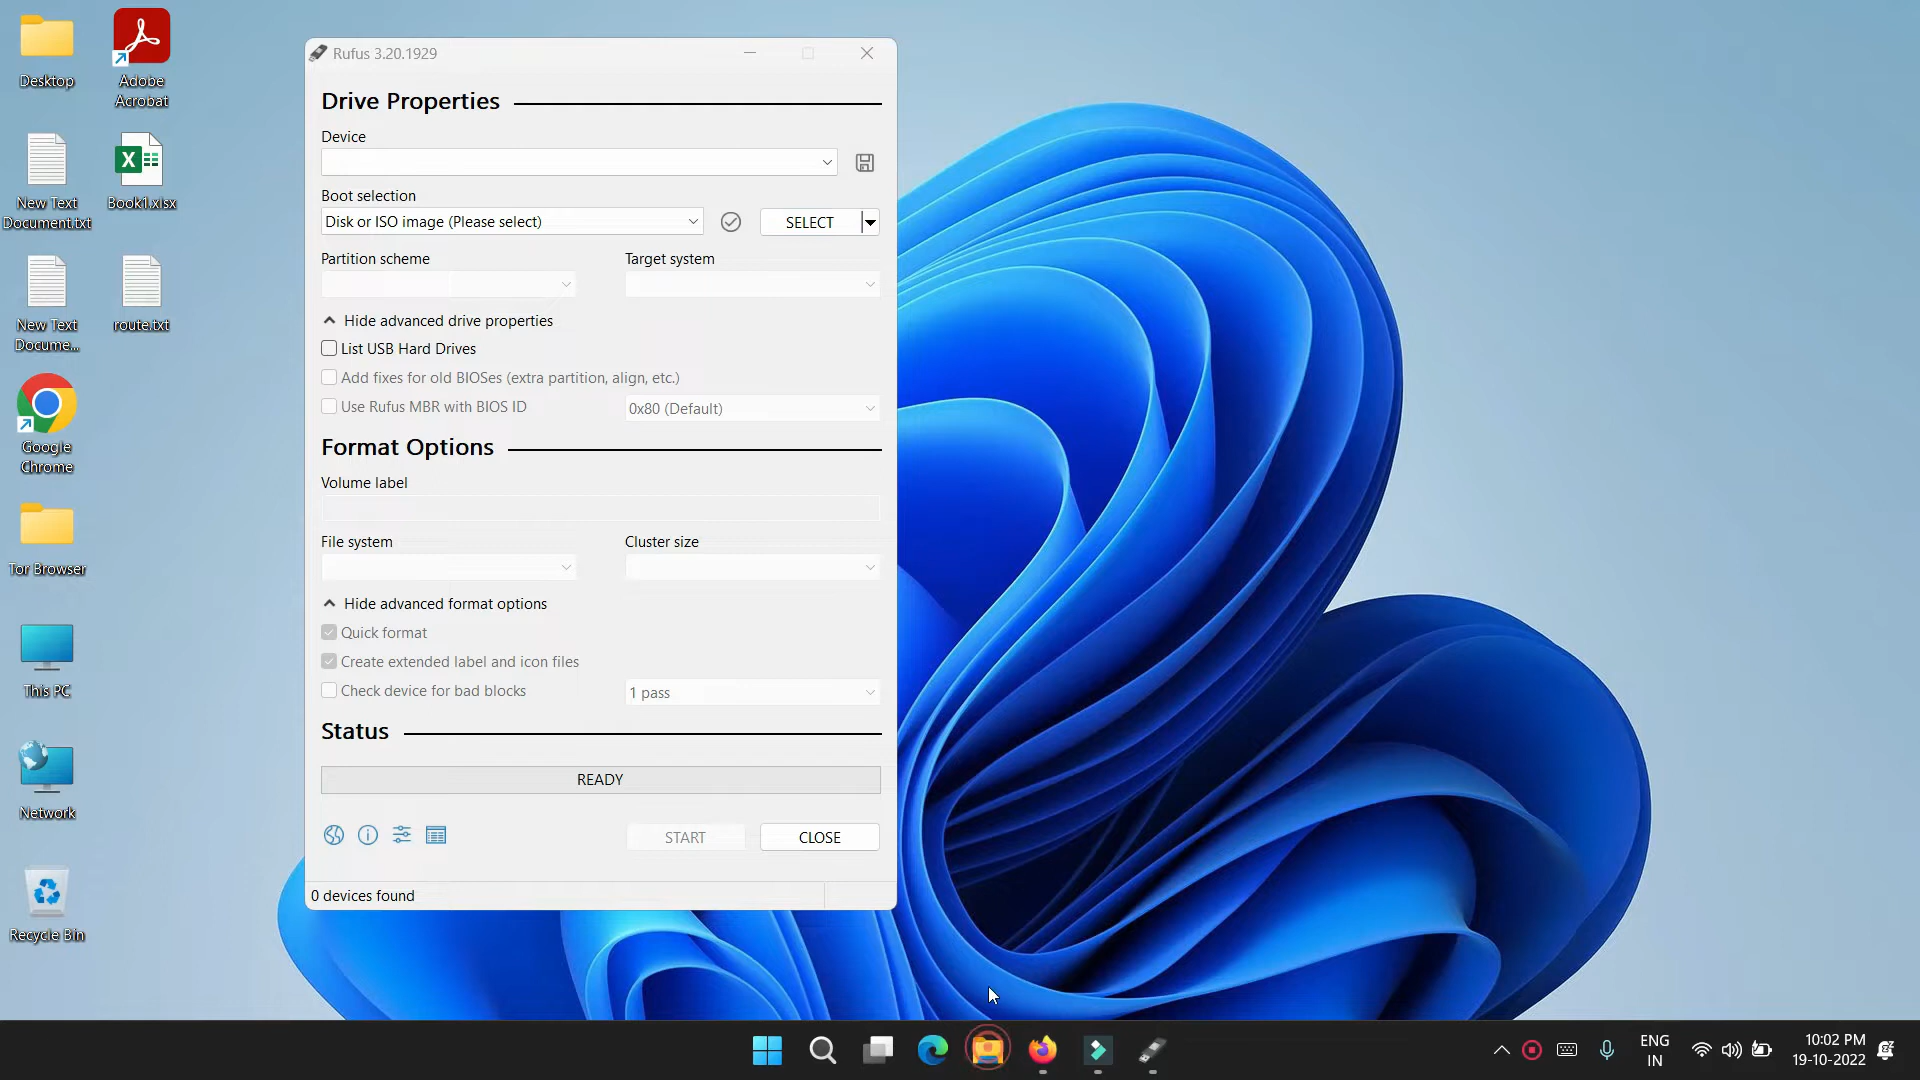 Desktop
Adobe
Acrobat
New Text
Document.txt
Book1.xlsx
New Text
Docume...
route.txt
Google
Chrome
Tor Browser
This PC
Network
Recycle Bin
Rufus 3.20.1929
Drive Properties
Device
Boot selection
Disk or ISO image (Please select)
SELECT
Partition scheme
Target system
Hide advanced drive properties
List USB Hard Drives
Add fixes for old BIOSes (extra partition, align, etc.)
Use Rufus MBR with BIOS ID
0x80 (Default)
Format Options
Volume label
File system
Cluster size
Hide advanced format options
Quick format
Create extended label and icon files
Check device for bad blocks
1 pass
Status
READY
START
CLOSE
0 devices found
ENG
IN
10:02 PM
19-10-2022